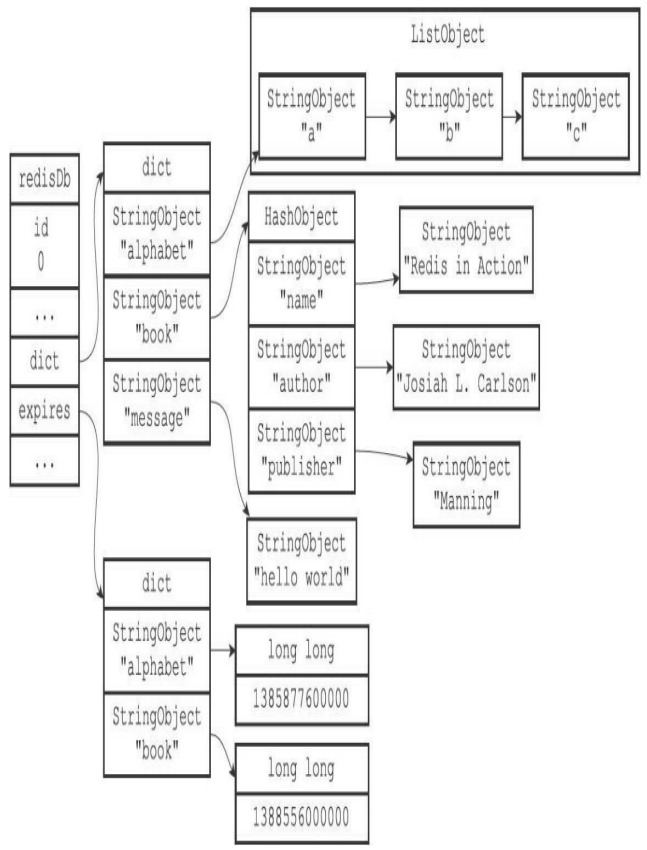 ListObject
StringObject
"a"
StringObject
"b"
StringObject
"c"
redisDb
id
0
...
dict
expires
...
dict
StringObject
"alphabet"
StringObject
"book"
StringObject
"message"
HashObject
StringObject
"name"
StringObject
"author"
StringObject
"publisher"
StringObject
"Redis in Action"
StringObject
"Josiah L. Carlson"
StringObject
"Manning"
StringObject
"hello world"
dict
StringObject
"alphabet"
StringObject
"book"
long long
1385877600000
long long
1388556000000